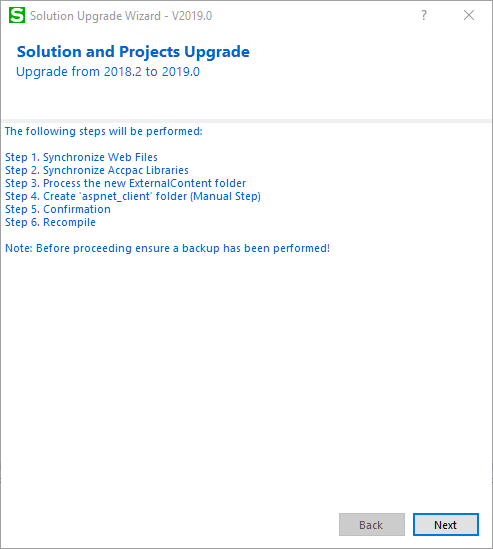 S Solution Upgrade Wizard - V2019.0 ?
Solution and Projects Upgrade
Upgrade from 2018.2 to 2019.0
The following steps will be performed:
Step 1. Synchronize Web Files
Step 2. Synchronize Accpac Libraries
Step 3. Process the new ExternalContent folder
Step 4. Create `aspnet_client' folder (Manual Step)
Step 5. Confirmation
Step 6. Recompile
Note: Before proceeding ensure a backup has been performed!
Back Next